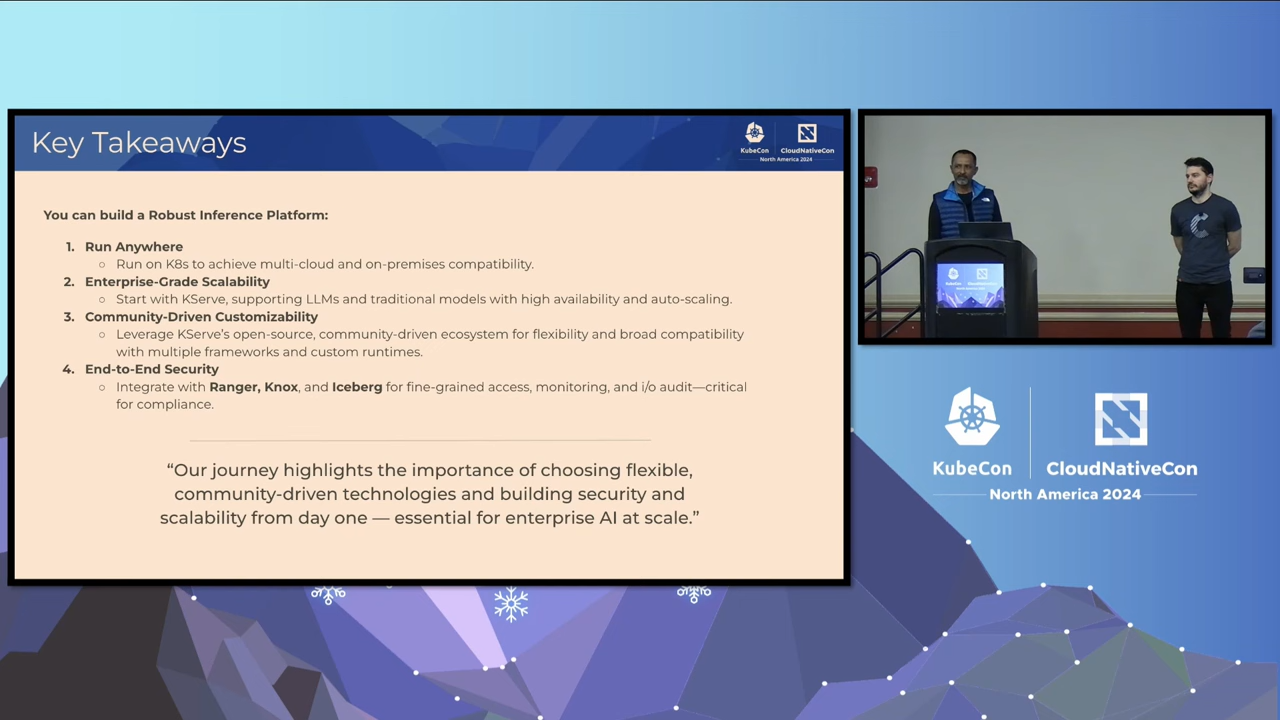 Key Takeaways
KubeCon
CloudNativeCon
North America 2024
You can build a Robust Inference Platform:
1. Run Anywhere
○ Run on K8s to achieve multi-cloud and on-premises compatibility.
2. Enterprise-Grade Scalability
○ Start with KServe, supporting LLMs and traditional models with high availability and auto-scaling.
3. Community-Driven Customizability
○ Leverage KServe’s open-source, community-driven ecosystem for flexibility and broad compatibility
with multiple frameworks and custom runtimes.
4. End-to-End Security
○ Integrate with Ranger, Knox, and Iceberg for fine-grained access, monitoring, and i/o audit—critical
for compliance.
“Our journey highlights the importance of choosing flexible,
community-driven technologies and building security and
scalability from day one — essential for enterprise AI at scale.”
KubeCon
CloudNativeCon
North America 2024